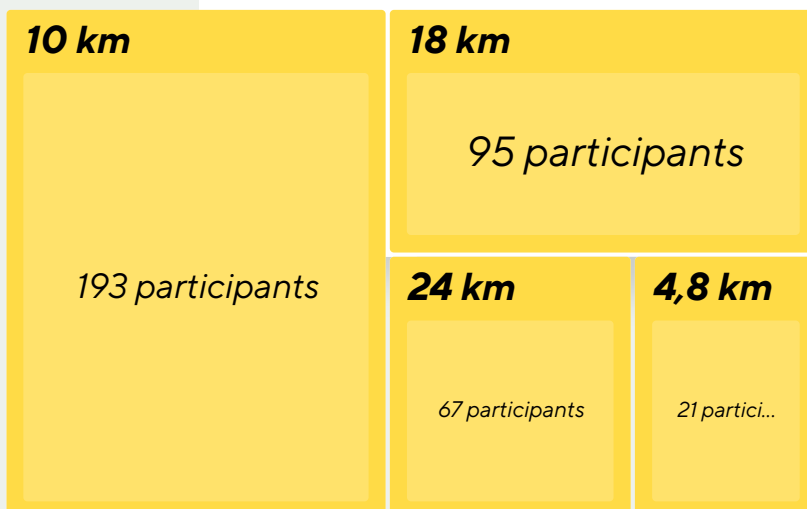 10 km
193 participants
18 km
95 participants
24 km
67 participants
4,8 km
21 partici...